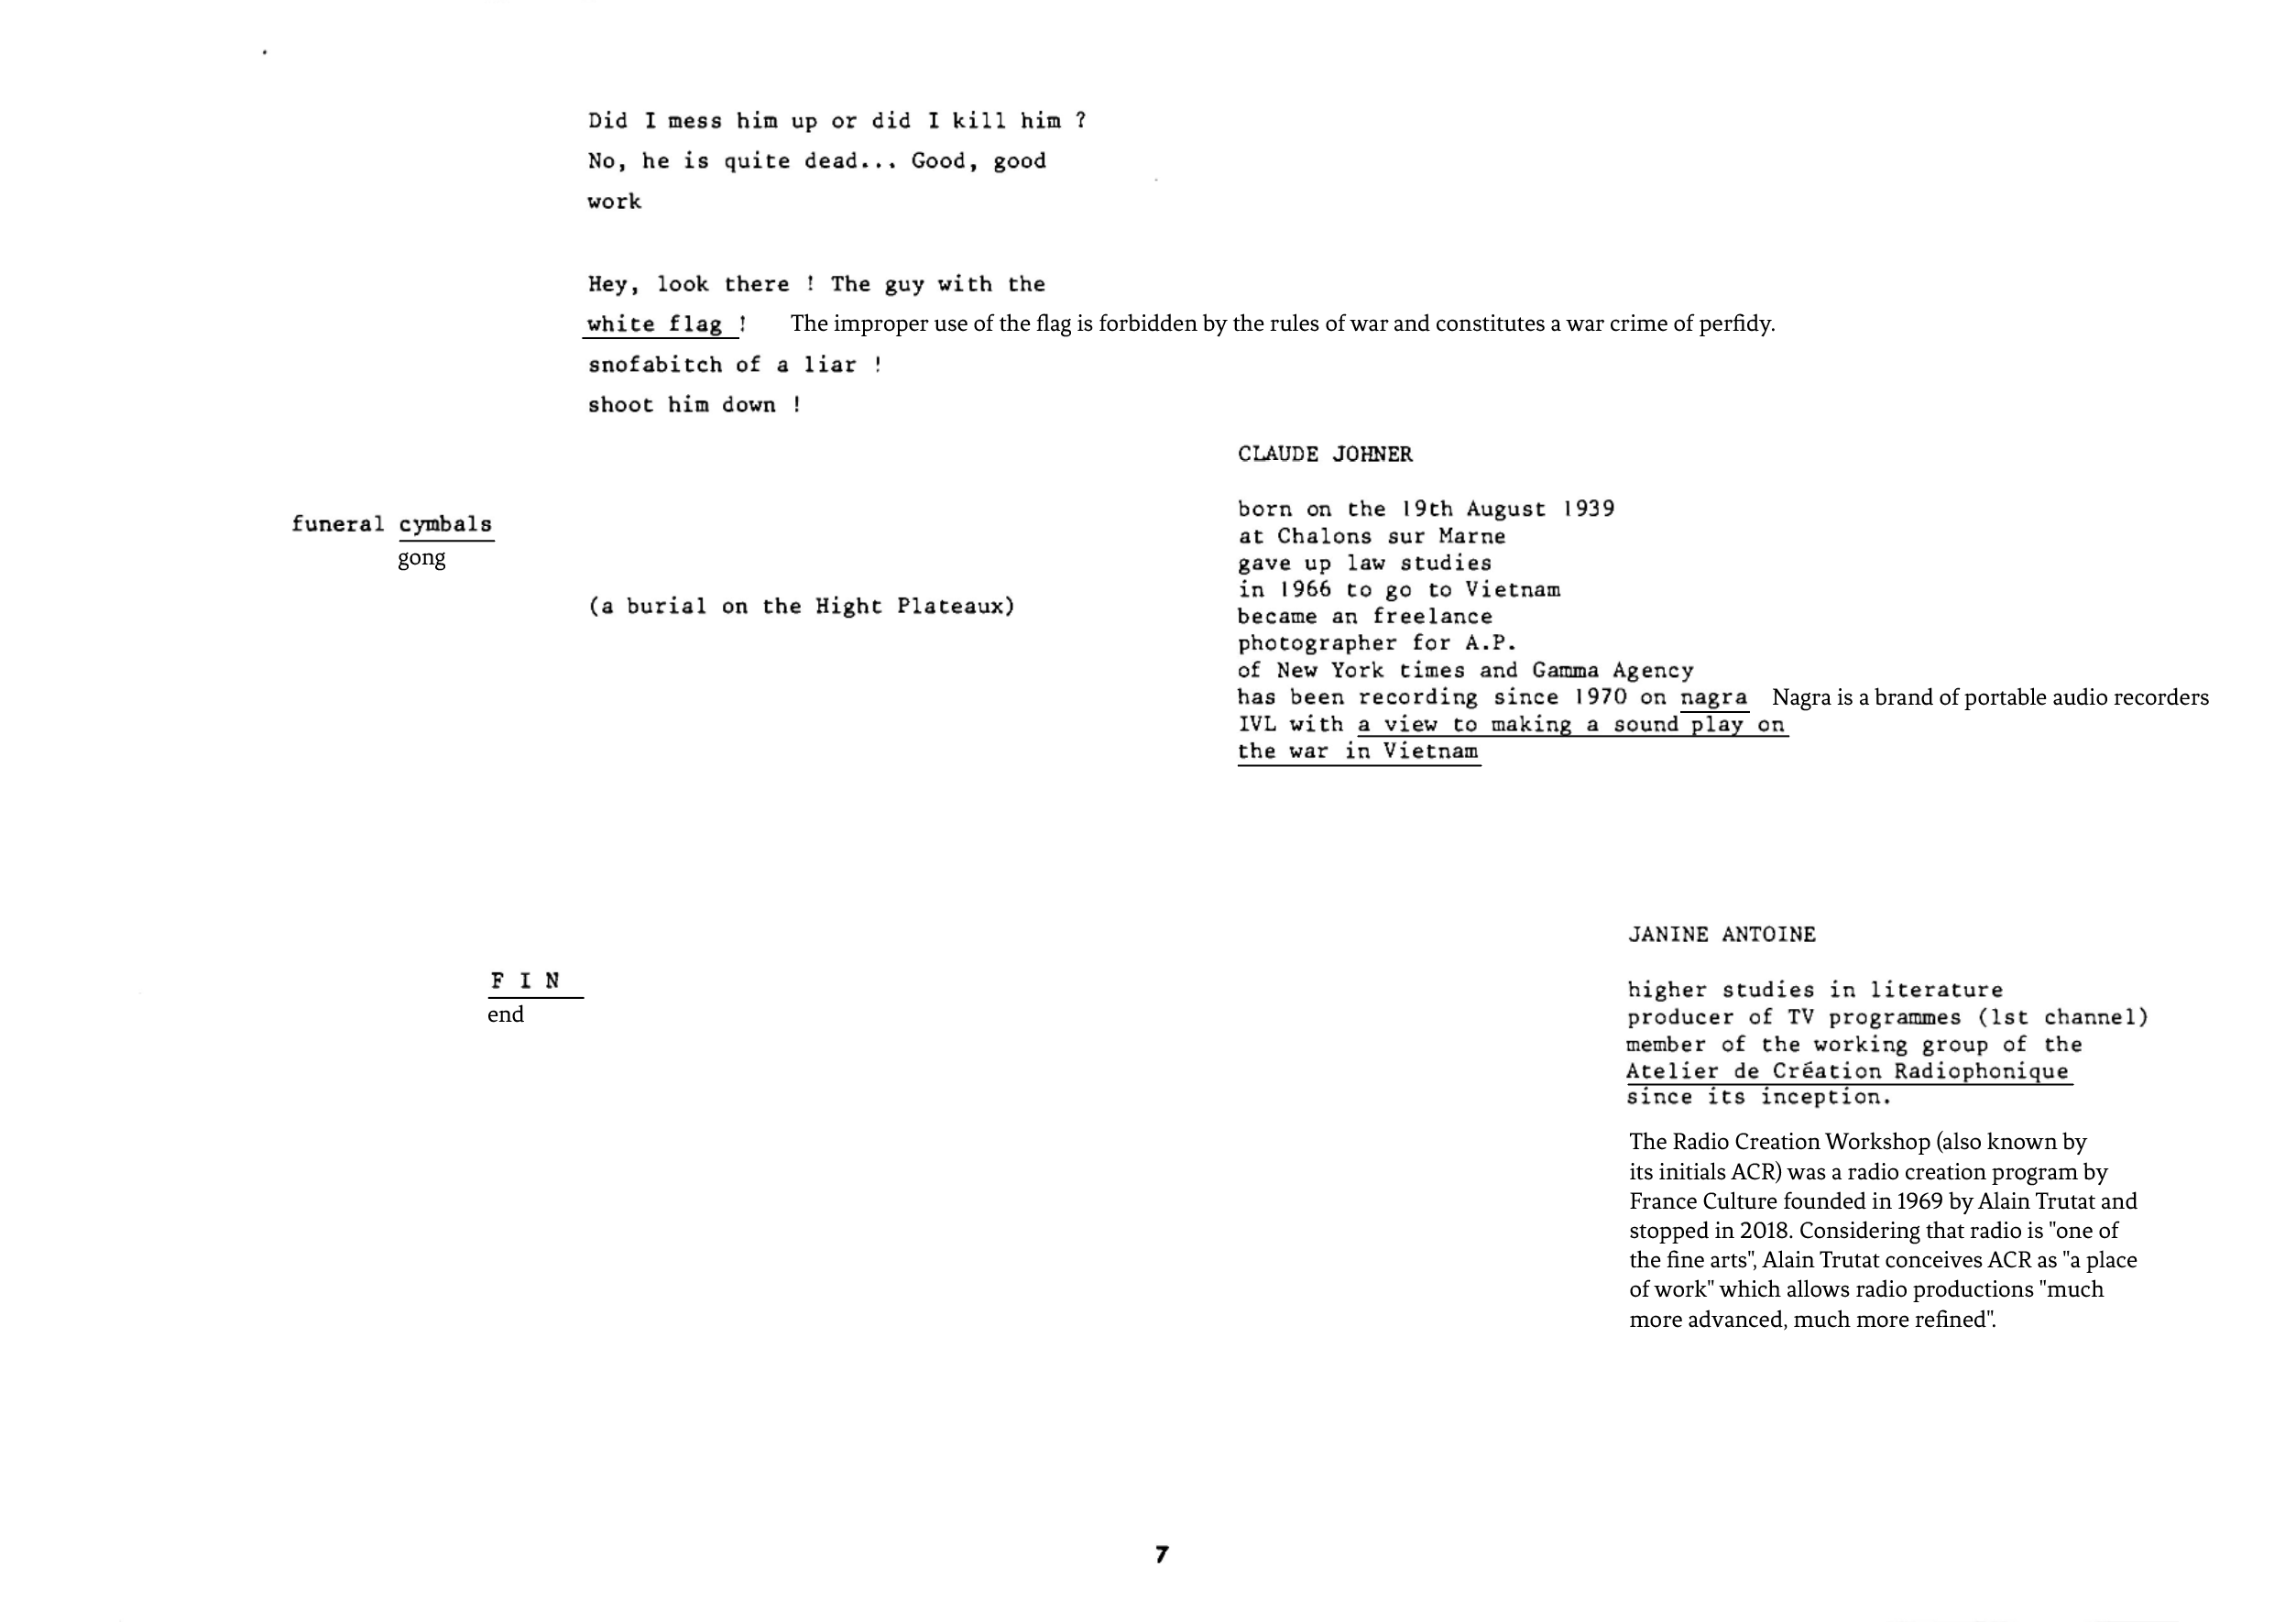 Did I mess him up or did I kill him ?
No, he is quite dead... Good, good
work
Hey, look there ! The guy with the
white flag ! The improper use of the flag is forbidden by the rules of war and constitutes a war crime of perfidy.
snofabitch of a liar !
shoot him down !
funeral cymbals
gong
(a burial on the Hight Plateaux)
CLAUDE JOHNER
born on the 19th August 1939
at Chalons sur Marne
gave up law studies
in 1966 to go to Vietnam
became an freelance
photographer for A.P.
of New York times and Gamma Agency
has been recording since 1970 on nagra Nagra is a brand of portable audio recorders
IVL with a view to making a sound play on
the war in Vietnam
F I N
end
JANINE ANTOINE
higher studies in literature
producer of TV programmes (1st channel)
member of the working group of the
Atelier de Création Radiophonique
since its inception.
The Radio Creation Workshop (also known by
its initials ACR) was a radio creation program by
France Culture founded in 1969 by Alain Trutat and
stopped in 2018. Considering that radio is "one of
the fine arts", Alain Trutat conceives ACR as "a place
of work" which allows radio productions "much
more advanced, much more refined".
7